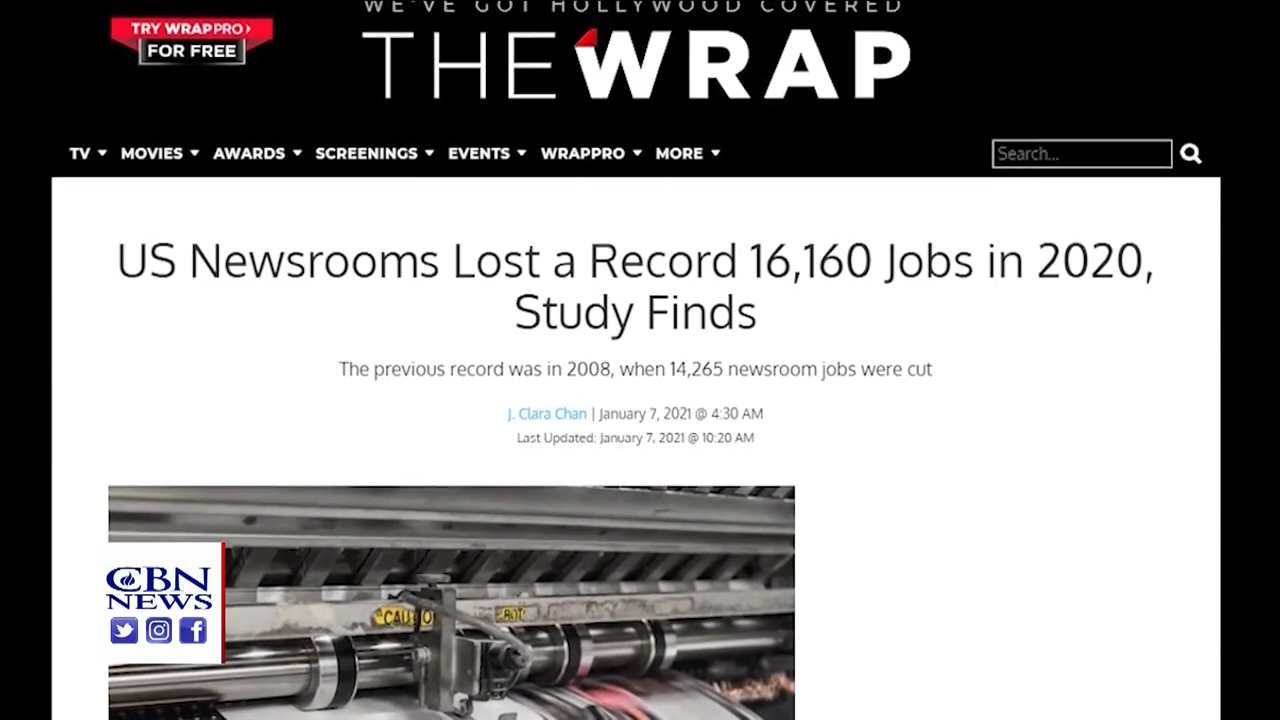 WE'VE GOT HOLLYWOOD COVERED
TRY WRAPPRO
FOR FREE
THE WRAP
TV MOVIES AWARDS SCREENINGS EVENTS WRAPPRO MORE
Search...
US Newsrooms Lost a Record 16,160 Jobs in 2020,
Study Finds
The previous record was in 2008, when 14,265 newsroom jobs were cut
J. Clara Chan | January 7, 2021 @ 4:30 AM
Last Updated: January 7, 2021 @ 10:20 AM
CBN
NEWS